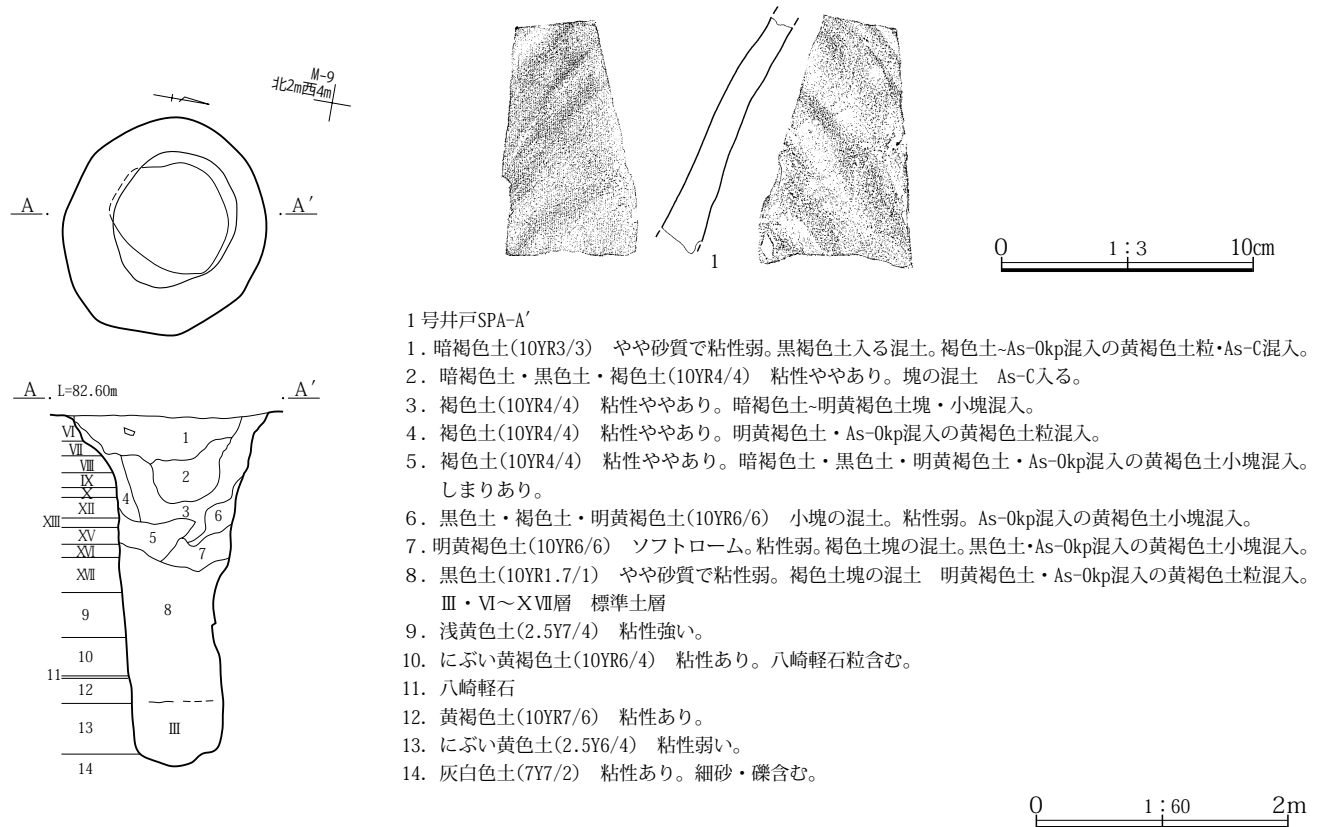 M-9
北2m西4m
A . . A′
1
0 1：3 10cm
A . L=82.60m . A′
Ⅵ
Ⅶ
Ⅷ
Ⅸ
Ⅹ
Ⅻ
ⅩⅢ
ⅩⅤ
ⅩⅥ
ⅩⅦ
9
10
11
12
13
14
1
2
3
4
5
6
7
8
Ⅲ
1号井戸SPA-A′
1．暗褐色土(10YR3/3)　やや砂質で粘性弱。黒褐色土入る混土。褐色土~As-Okp混入の黄褐色土粒・As-C混入。
2．暗褐色土・黒色土・褐色土(10YR4/4)　粘性ややあり。塊の混土　As-C入る。
3．褐色土(10YR4/4)　粘性ややあり。暗褐色土~明黄褐色土塊・小塊混入。
4．褐色土(10YR4/4)　粘性ややあり。明黄褐色土・As-Okp混入の黄褐色土粒混入。
5．褐色土(10YR4/4)　粘性ややあり。暗褐色土・黒色土・明黄褐色土・As-Okp混入の黄褐色土小塊混入。
しまりあり。
6．黒色土・褐色土・明黄褐色土(10YR6/6)　小塊の混土。粘性弱。As-Okp混入の黄褐色土小塊混入。
7．明黄褐色土(10YR6/6)　ソフトローム。粘性弱。褐色土塊の混土。黒色土・As-Okp混入の黄褐色土小塊混入。
8．黒色土(10YR1.7/1)　やや砂質で粘性弱。褐色土塊の混土　明黄褐色土・As-Okp混入の黄褐色土粒混入。
Ⅲ・Ⅵ～ⅩⅦ層　標準土層
9．浅黄色土(2.5Y7/4)　粘性強い。
10．にぶい黄褐色土(10YR6/4)　粘性あり。八崎軽石粒含む。
11．八崎軽石
12．黄褐色土(10YR7/6)　粘性あり。
13．にぶい黄色土(2.5Y6/4)　粘性弱い。
14．灰白色土(7Y7/2)　粘性あり。細砂・礫含む。
0 1：60 2m